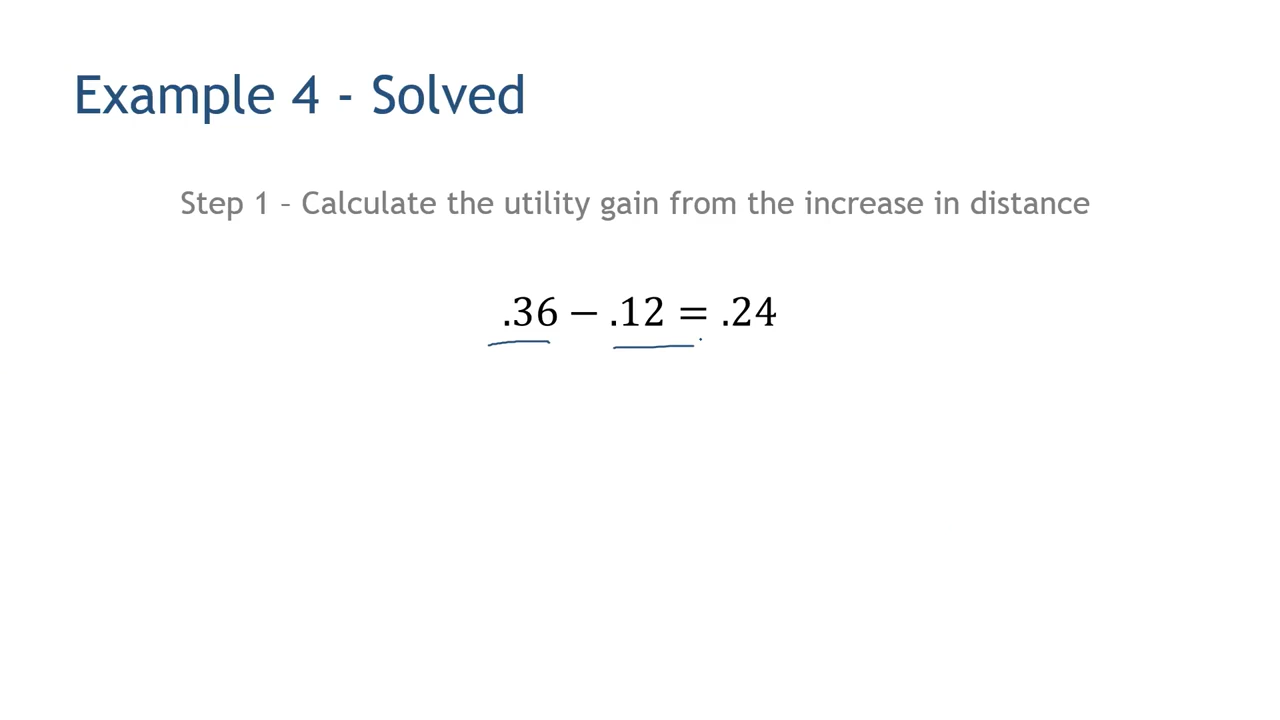 Example 4 - Solved
Step 1 – Calculate the utility gain from the increase in distance
.36 − .12 = .24